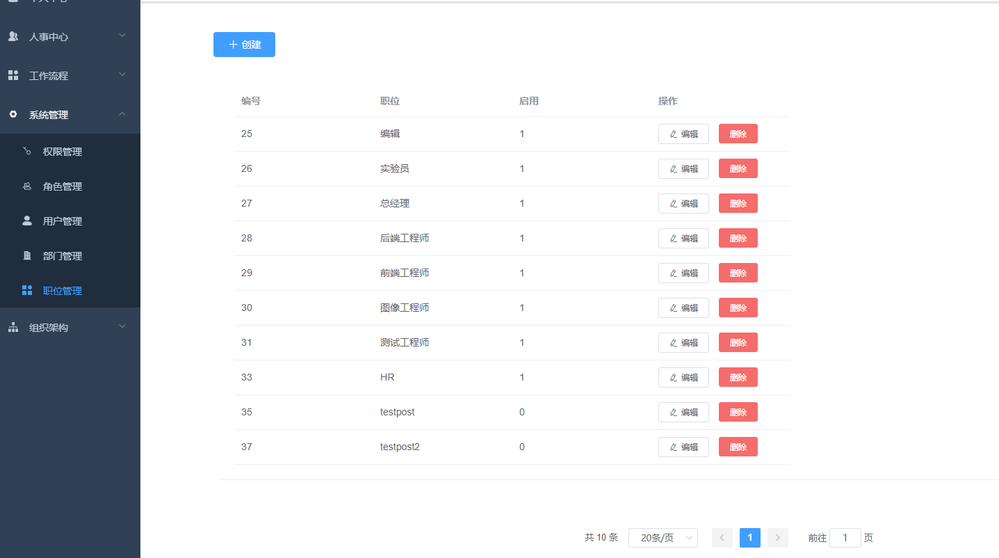 人事中心
工作流程
系统管理
权限管理
角色管理
用户管理
部门管理
职位管理
组织架构
创建
编号 职位 启用 操作
25 编辑 1 编辑 删除
26 实验员 1 编辑 删除
27 总经理 1 编辑 删除
28 后端工程师 1 编辑 删除
29 前端工程师 1 编辑 删除
30 图像工程师 1 编辑 删除
31 测试工程师 1 编辑 删除
33 HR 1 编辑 删除
35 testpost 0 编辑 删除
37 testpost2 0 编辑 删除
共 10 条 20条/页 1 前往 1 页